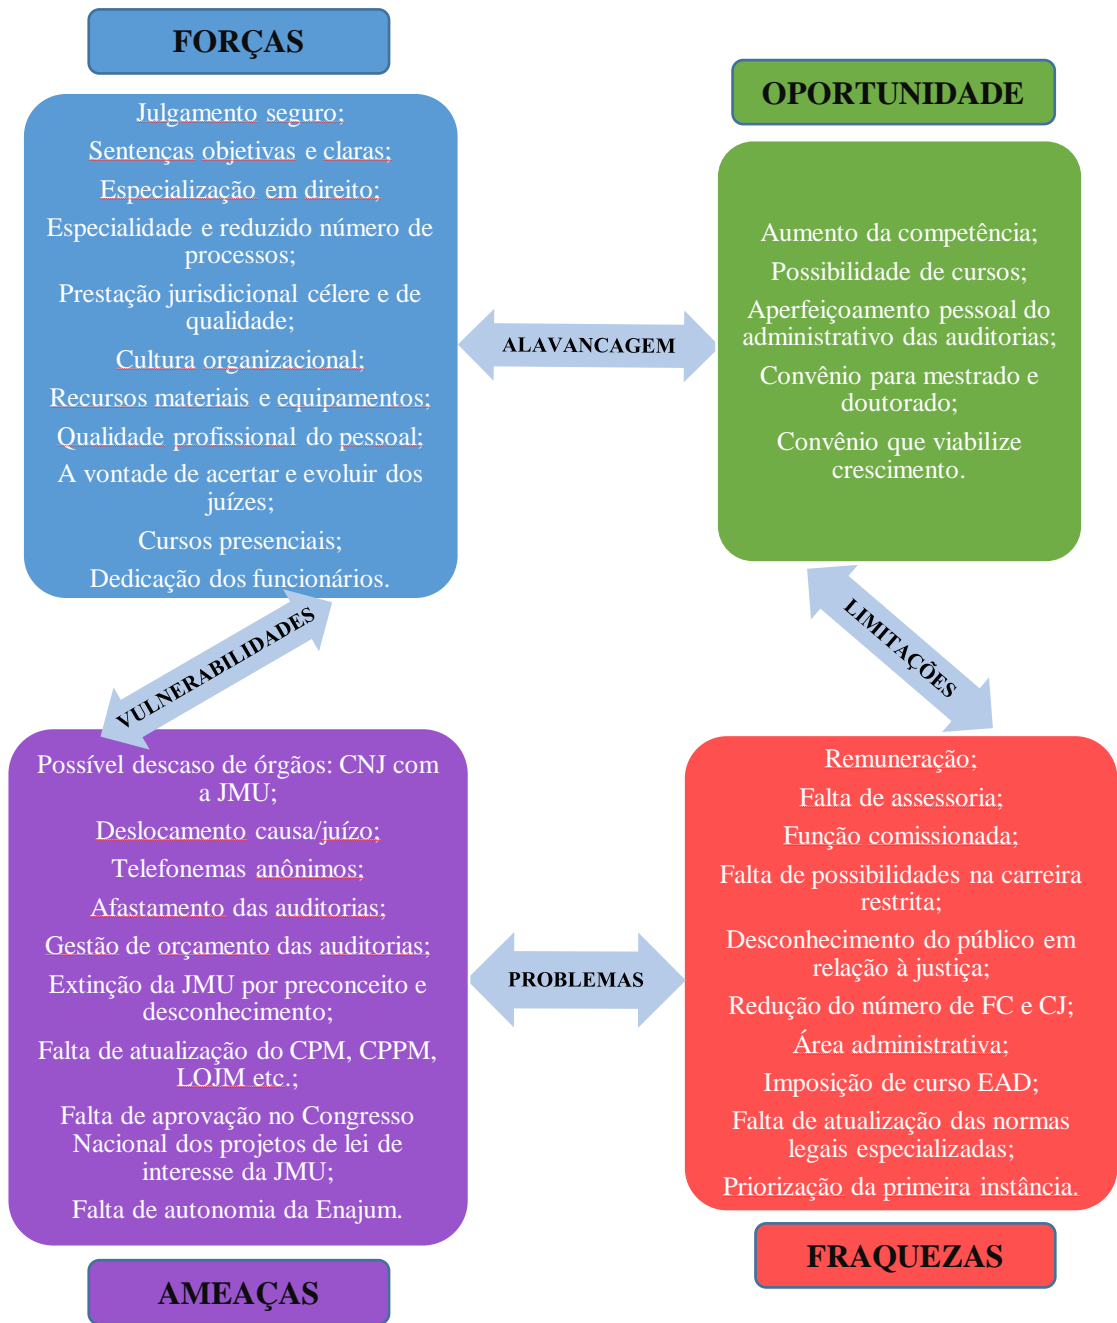 FORÇAS
Julgamento seguro;
Sentenças objetivas e claras;
Especialização em direito;
Especialidade e reduzido número de
processos;
Prestação jurisdicional célere e de
qualidade;
Cultura organizacional;
Recursos materiais e equipamentos;
Qualidade profissional do pessoal;
A vontade de acertar e evoluir dos
juízes;
Cursos presenciais;
Dedicação dos funcionários.
ALAVANCAGEM
OPORTUNIDADE
Aumento da competência;
Possibilidade de cursos;
Aperfeiçoamento pessoal do
administrativo das auditorias;
Convênio para mestrado e
doutorado;
Convênio que viabilize
crescimento.
VULNERABILIDADES
LIMITAÇÕES
Possível descaso de órgãos: CNJ com
a JMU;
Deslocamento causa/juízo;
Telefonemas anônimos;
Afastamento das auditorias;
Gestão de orçamento das auditorias;
Extinção da JMU por preconceito e
desconhecimento;
Falta de atualização do CPM, CPPM,
LOJM etc.;
Falta de aprovação no Congresso
Nacional dos projetos de lei de
interesse da JMU;
Falta de autonomia da Enajum.
AMEAÇAS
PROBLEMAS
Remuneração;
Falta de assessoria;
Função comissionada;
Falta de possibilidades na carreira
restrita;
Desconhecimento do público em
relação à justiça;
Redução do número de FC e CJ;
Área administrativa;
Imposição de curso EAD;
Falta de atualização das normas
legais especializadas;
Priorização da primeira instância.
FRAQUEZAS